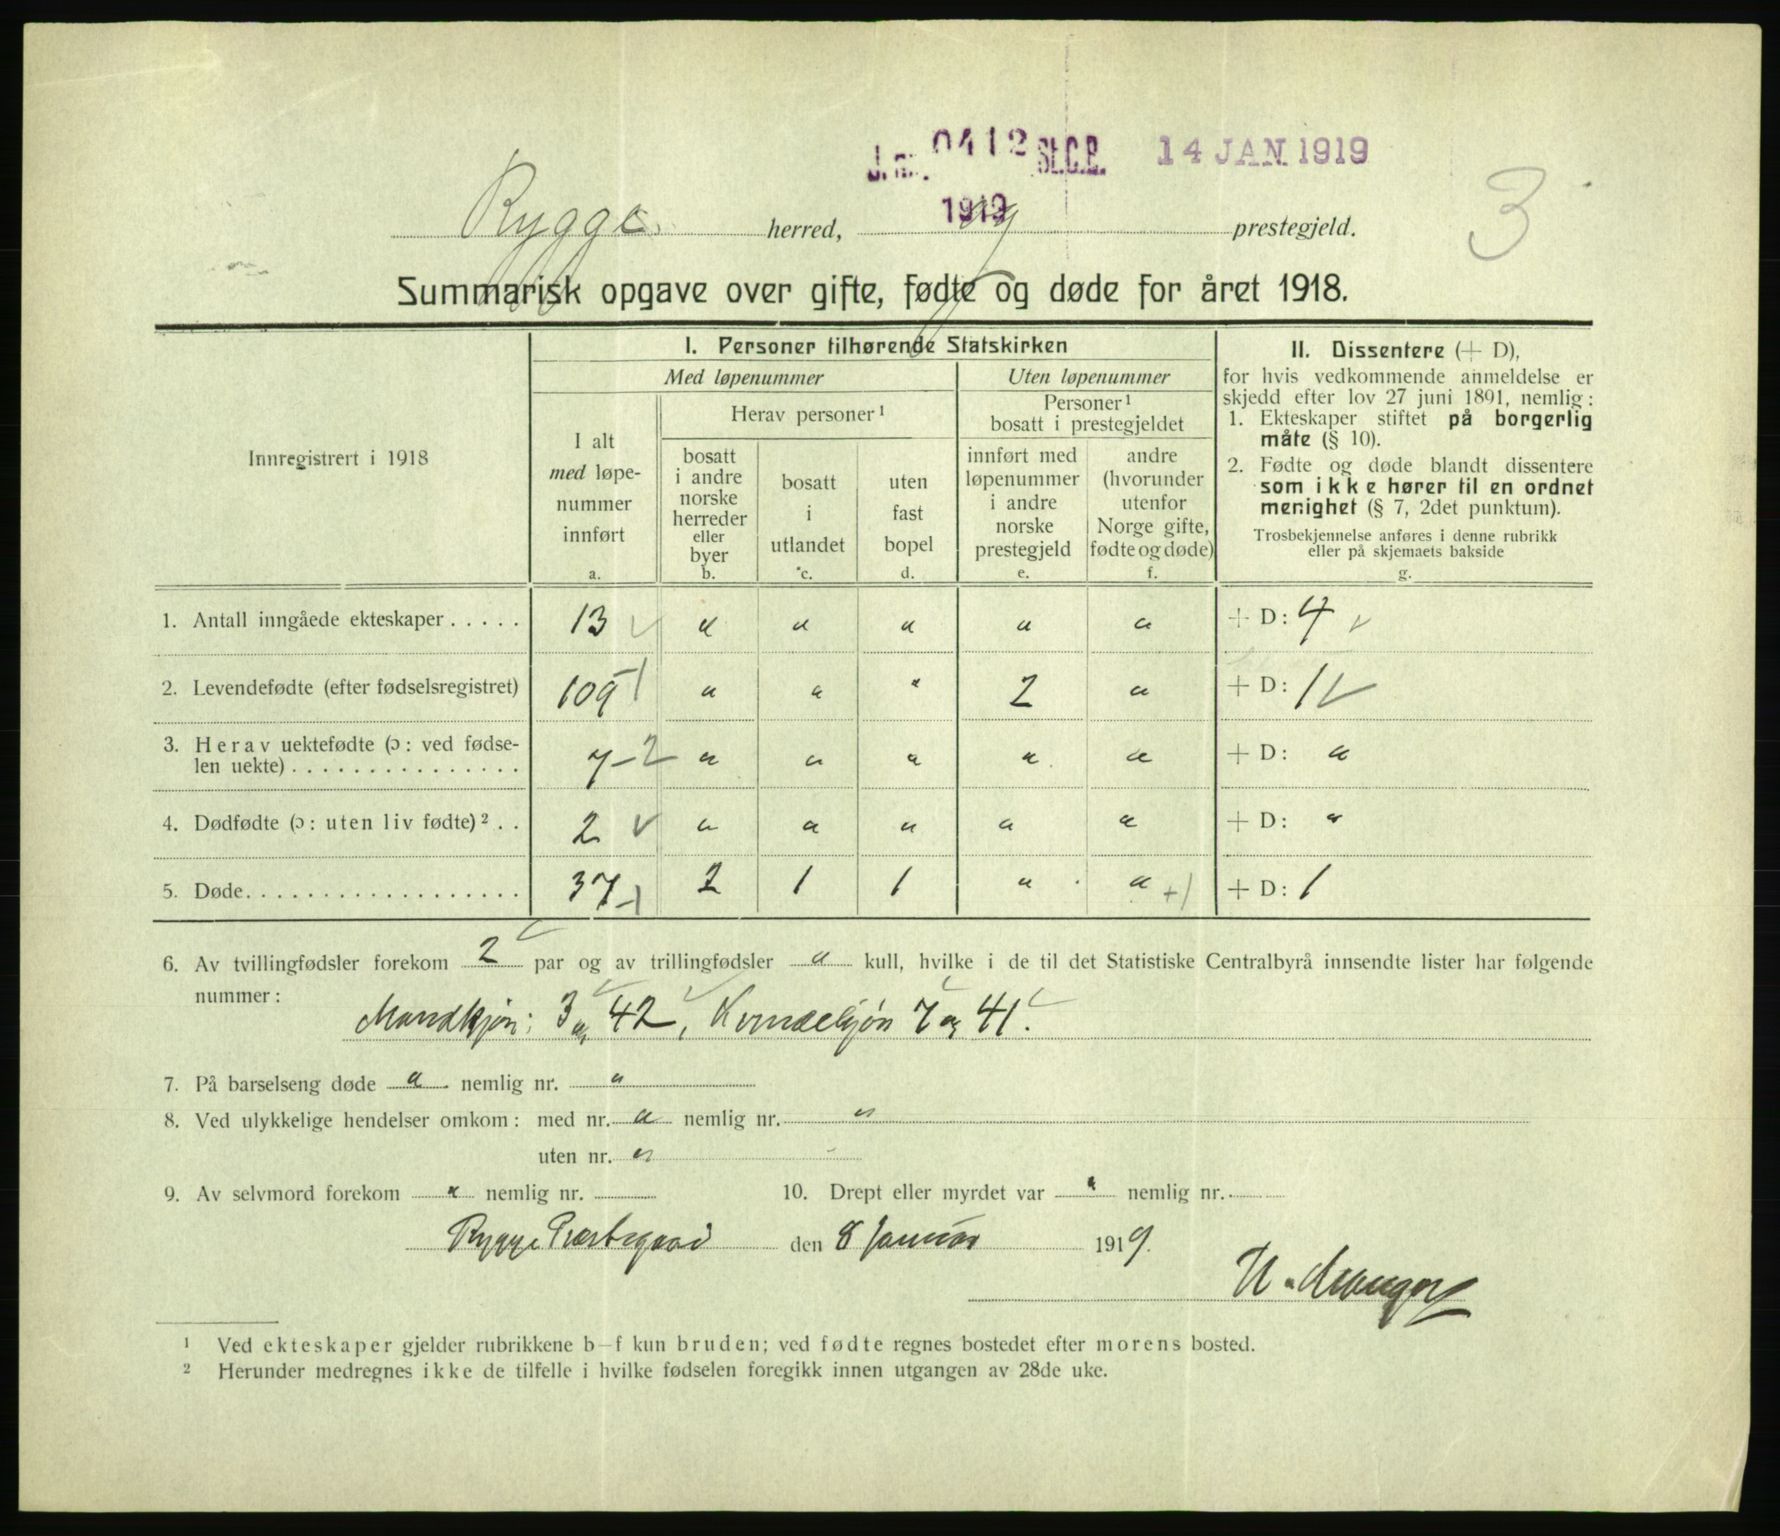 J. nr. 0412 St.C.B. 14 JAN 1919
1919
3
Rygge herred, prestegjeld.
Summarisk opgave over gifte, fødte og døde for året 1918.
Innregistrert i 1918
I. Personer tilhørende Statskirken
Med løpenummer
I alt
med løpe-
nummer
innført
a.
Herav personer¹
bosatt
i andre
norske
herreder
eller
byer
b.
bosatt
i
utlandet
c.
uten
fast
bopel
d.
Uten løpenummer
Personer¹
bosatt i prestegjeldet
innført med
løpenummer
i andre
norske
prestegjeld
e.
andre
(hvorunder
utenfor
Norge gifte,
fødte og døde)
f.
II. Dissentere (+ D),
for hvis vedkommende anmeldelse er
skjedd efter lov 27 juni 1891, nemlig:
1. Ekteskaper stiftet på borgerlig
måte (§ 10).
2. Fødte og døde blandt dissentere
som ikke hører til en ordnet
menighet (§ 7, 2det punktum).
Trosbekjennelse anføres i denne rubrikk
eller på skjemaets bakside
g.
1. Antall inngåede ekteskaper . . . . . 13 " " " " " + D: 4
2. Levendefødte (efter fødselsregistret) 109 -1 " " " 2 " + D: 1
3. Herav uektefødte (ɔ: ved fødse-
len uekte) . . . . . . . . . . . . . . . 7 -2 " " " " " + D: "
4. Dødfødte (ɔ: uten liv fødte)² . . 2 " " " " " + D: "
5. Døde. . . . . . . . . . . . . . . . . . 37 -1 2 1 1 " " +1 + D: 1
6. Av tvillingfødsler forekom 2 par og av trillingfødsler " kull, hvilke i de til det Statistiske Centralbyrå innsendte lister har følgende
nummer:
Mandkjøn: 3 og 42, Kvindekjøn 7 og 41.
7. På barselseng døde " nemlig nr. "
8. Ved ulykkelige hendelser omkom: med nr. " nemlig nr. "
uten nr. "
9. Av selvmord forekom " nemlig nr. 10. Drept eller myrdet var " nemlig nr.
Rygge Præstegaard den 8 Januar 1919.
¹ Ved ekteskaper gjelder rubrikkene b–f kun bruden; ved fødte regnes bostedet efter morens bosted.
² Herunder medregnes ikke de tilfelle i hvilke fødselen foregikk innen utgangen av 28de uke.